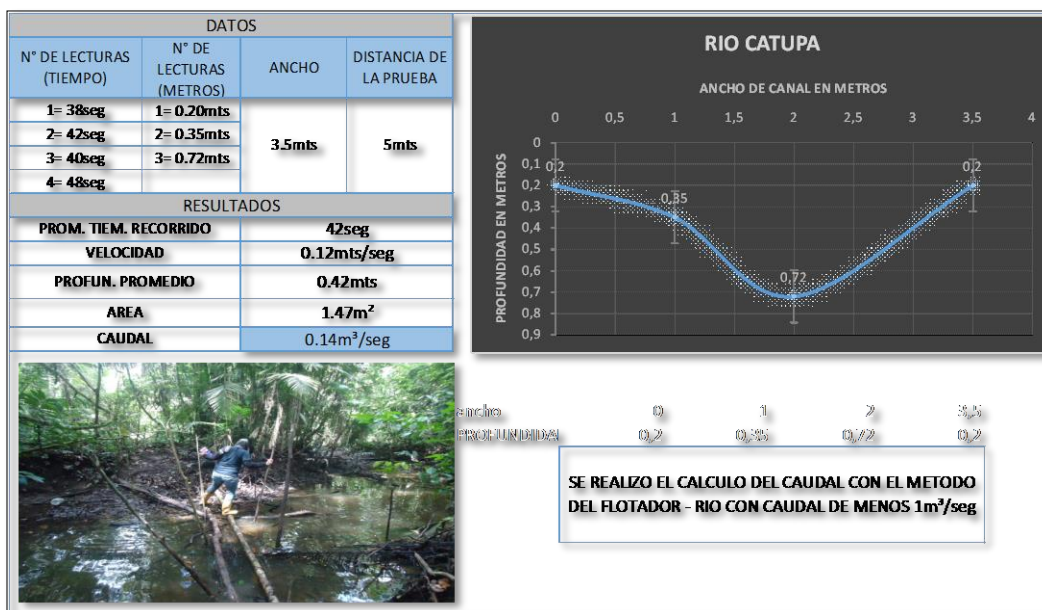 DATOS
N° DE LECTURAS (TIEMPO)
N° DE LECTURAS (METROS)
ANCHO
DISTANCIA DE LA PRUEBA
1= 38seg
1= 0.20mts
2= 42seg
2= 0.35mts
3= 40seg
3= 0.72mts
3.5mts
5mts
4= 48seg
RESULTADOS
PROM. TIEM. RECORRIDO
42seg
VELOCIDAD
0.12mts/seg
PROFUN. PROMEDIO
0.42mts
AREA
1.47m²
CAUDAL
0.14m³/seg
RIO CATUPA
ANCHO DE CANAL EN METROS
0 0,5 1 1,5 2 2,5 3 3,5 4
PROFUNDIDAD EN METROS
0
0,1
0,2
0,3
0,4
0,5
0,6
0,7
0,8
0,9
0,2
0,35
0,72
0,2
ancho 0 1 2 3,5
PROFUNDIDA 0,2 0,35 0,72 0,2
SE REALIZO EL CALCULO DEL CAUDAL CON EL METODO
DEL FLOTADOR - RIO CON CAUDAL DE MENOS 1m³/seg